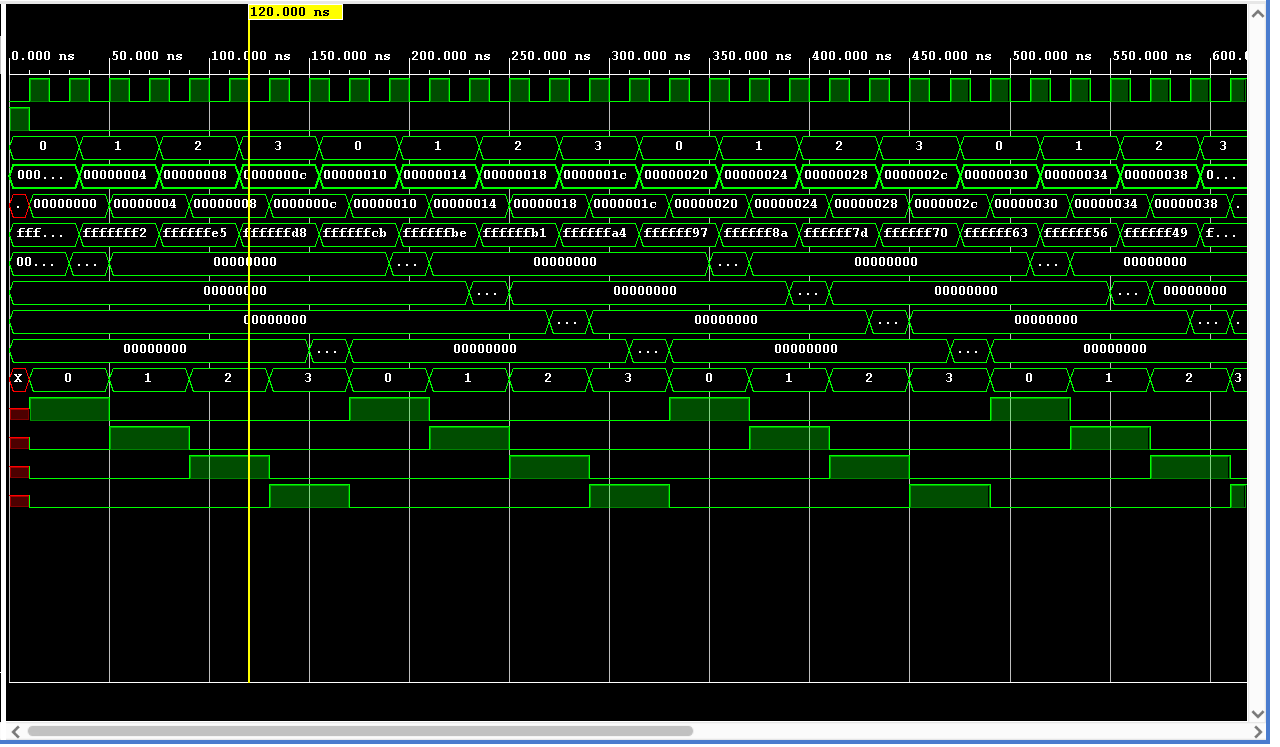 120.000 ns
0.000 ns 50.000 ns 100.000 ns 150.000 ns 200.000 ns 250.000 ns 300.000 ns 350.000 ns 400.000 ns 450.000 ns 500.000 ns 550.000 ns 600.0
0 1 2 3 0 1 2 3 0 1 2 3 0 1 2 3
000... 00000004 00000008 0000000c 00000010 00000014 00000018 0000001c 00000020 00000024 00000028 0000002c 00000030 00000034 00000038 0...
. 00000000 00000004 00000008 0000000c 00000010 00000014 00000018 0000001c 00000020 00000024 00000028 0000002c 00000030 00000034 00000038 .
fff... fffffff2 ffffffe5 ffffffd8 ffffffcb ffffffbe ffffffb1 ffffffa4 ffffff97 ffffff8a ffffff7d ffffff70 ffffff63 ffffff56 ffffff49 f...
00... ... 00000000 ... 00000000 ... 00000000 ... 00000000
00000000 ... 00000000 ... 00000000 ... 00000000
00000000 ... 00000000 ... 00000000 ... .
00000000 ... 00000000 ... 00000000 ... 00000000
X 0 1 2 3 0 1 2 3 0 1 2 3 0 1 2 3